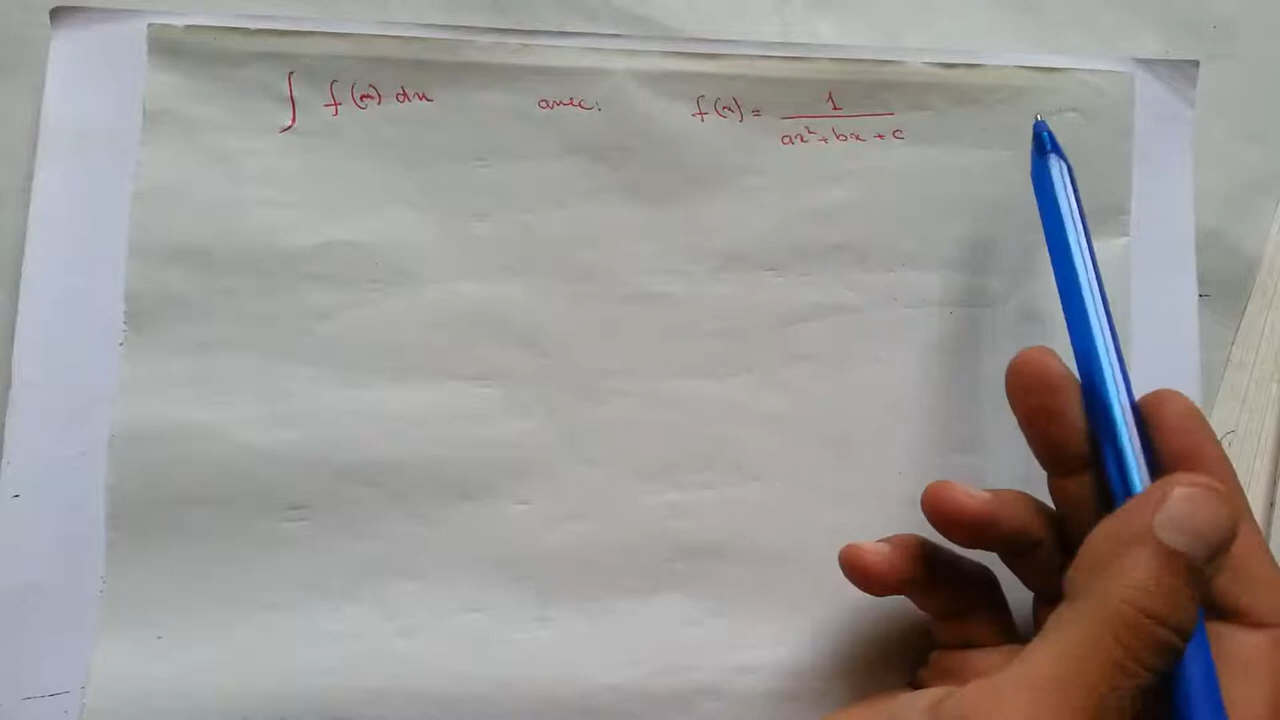 ∫ f(x) dx avec: f(x) = 1 / (ax² + bx + c)